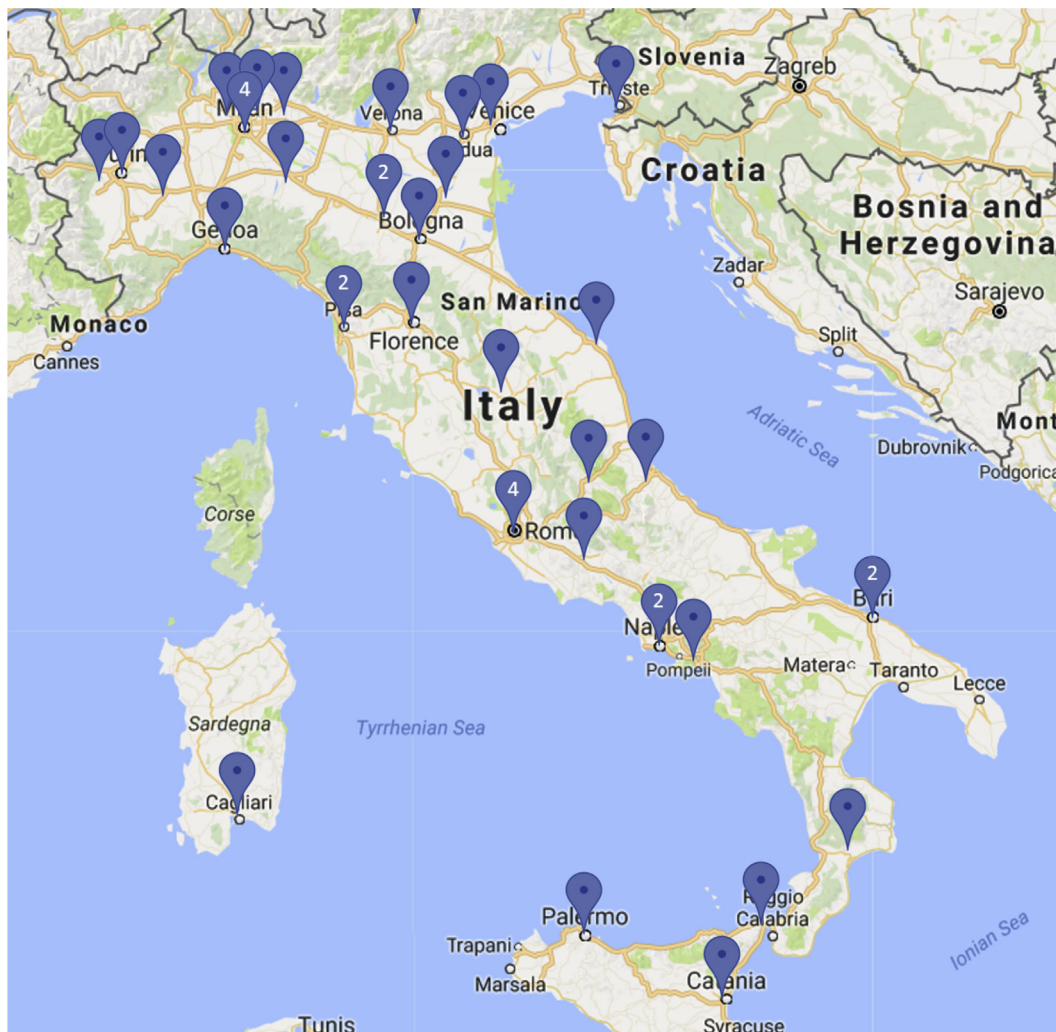 Slovenia
Zagreb
Trieste
4
Milan
Verona
Venice
Padua
Turin
Croatia
2
Bologna
Bosnia and
Herzegovina
Genoa
Zadar
2
San Marino
Sarajevo
Pisa
Monaco
Florence
Split
Cannes
Italy
Adriatic Sea
Mont
Dubrovnik
Podgorica
4
Corse
Rome
2
Bari
2
Naples
Pompeii
Matera
Taranto
Lecce
Sardegna
Tyrrhenian Sea
Cagliari
Reggio
Calabria
Palermo
Trapani
Marsala
Catania
Ionian Sea
Tunis
Syracuse